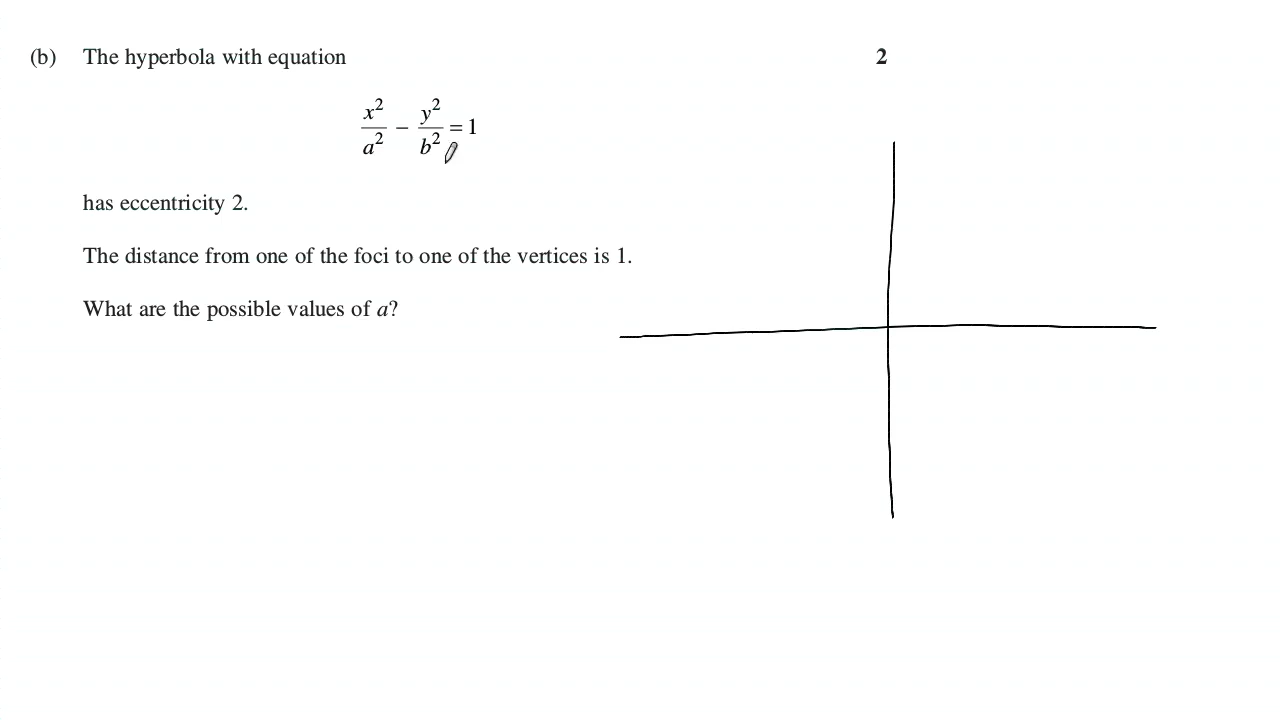 (b) The hyperbola with equation 2
x²/a² − y²/b² = 1
has eccentricity 2.
The distance from one of the foci to one of the vertices is 1.
What are the possible values of a?